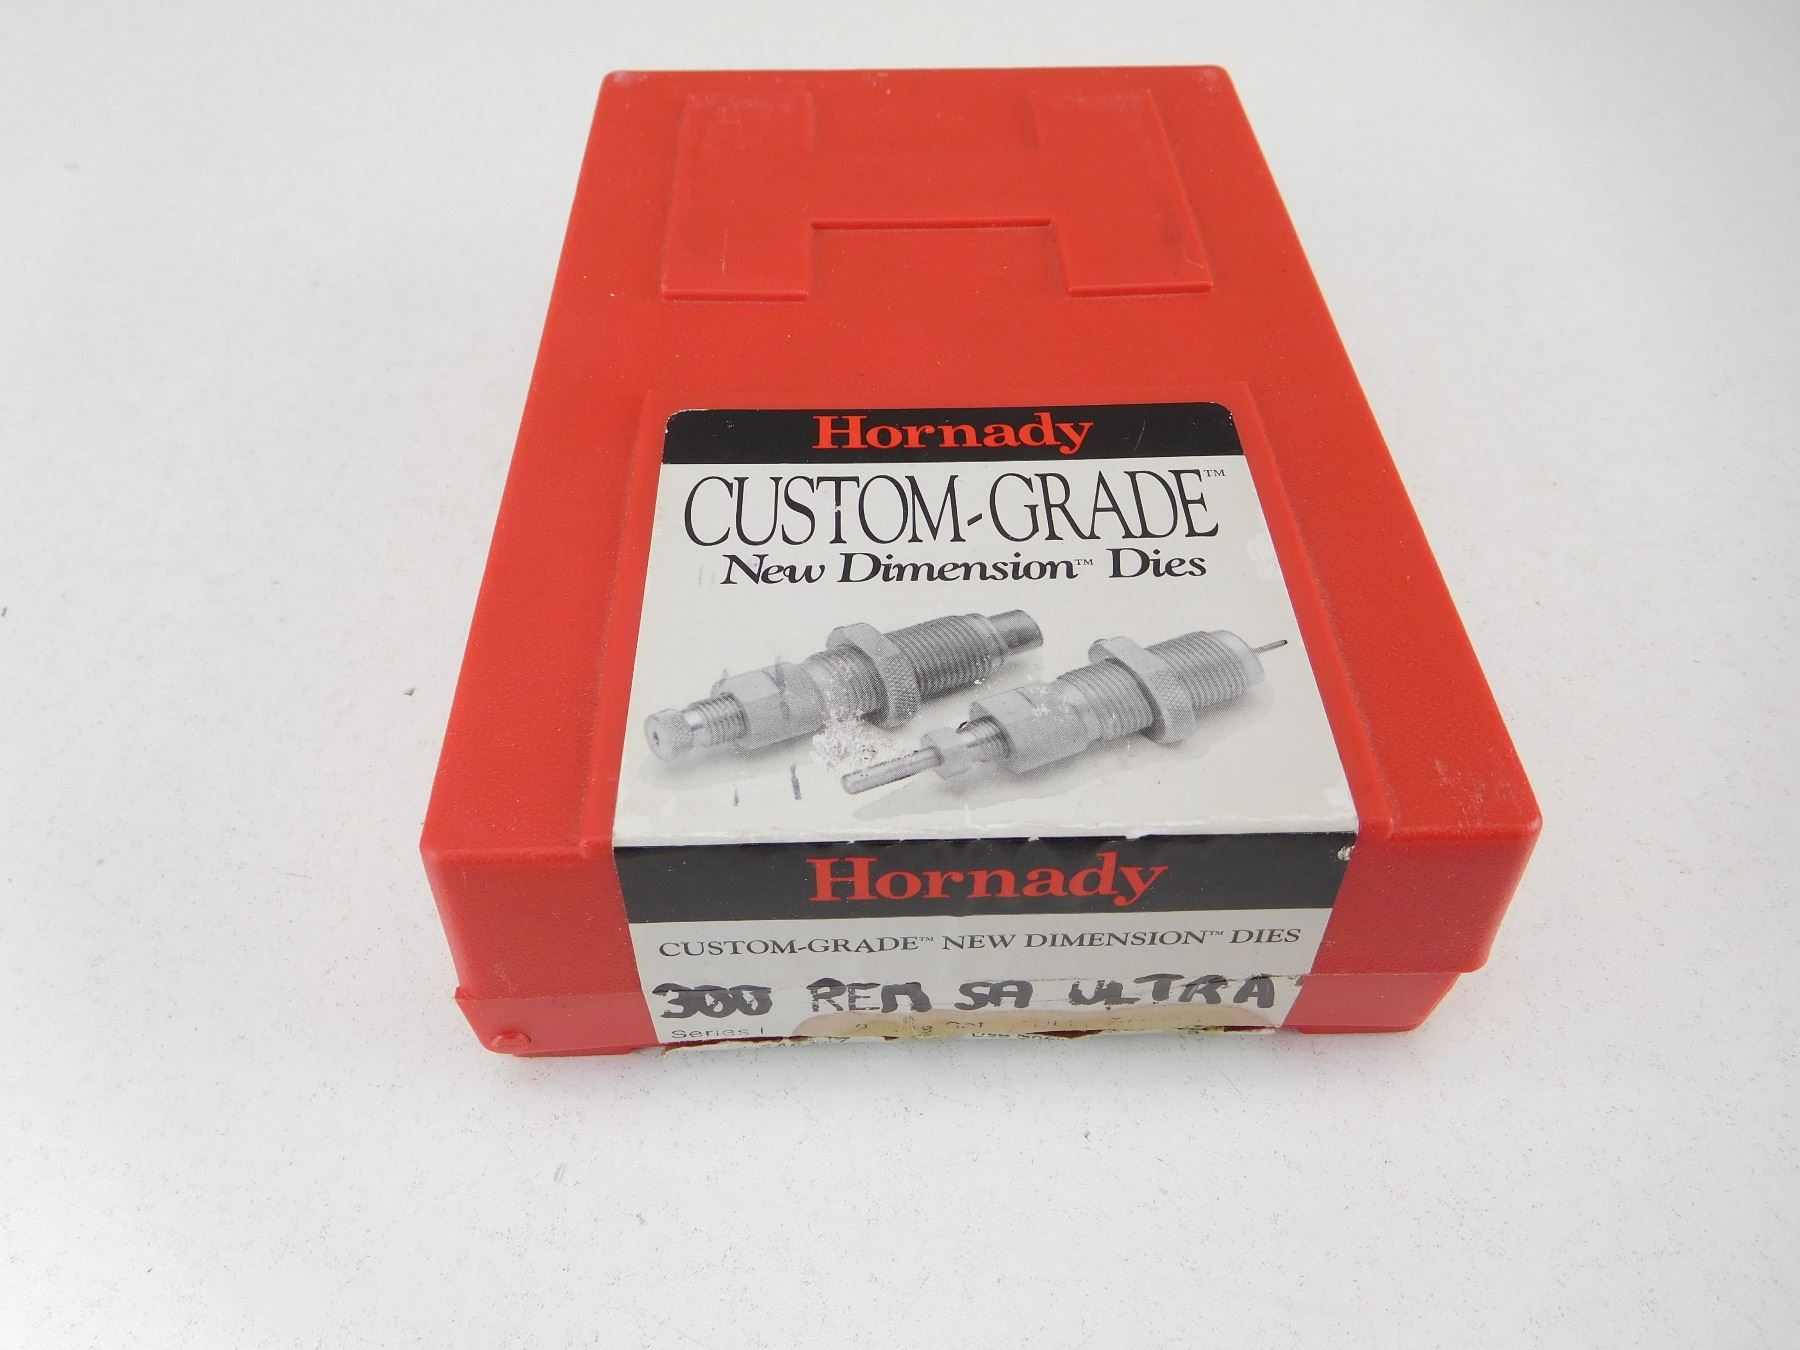 Hornady
CUSTOM-GRADE™
New Dimension™ Dies
Hornady
CUSTOM-GRADE™ NEW DIMENSION™ DIES
300 REM SA ULTRA
Series I